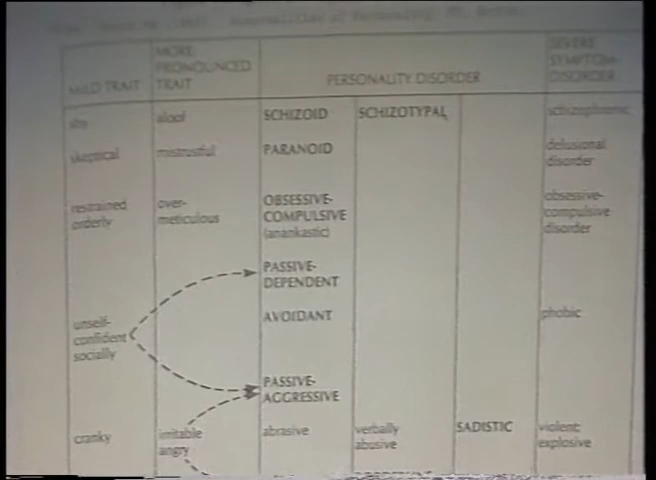 MORE
PRONOUNCED
MILD TRAIT TRAIT PERSONALITY DISORDER
SEVERE
SYMPTOM-
DISORDER
shy aloof SCHIZOID SCHIZOTYPAL schizophrenic
skeptical mistrustful PARANOID delusional
disorder
restrained over- OBSESSIVE- obsessive-
orderly meticulous COMPULSIVE compulsive
(anankastic) disorder
PASSIVE-
DEPENDENT
unself- AVOIDANT phobic
confident
socially
PASSIVE-
AGGRESSIVE
cranky irritable abrasive verbally SADISTIC violent;
angry abusive explosive